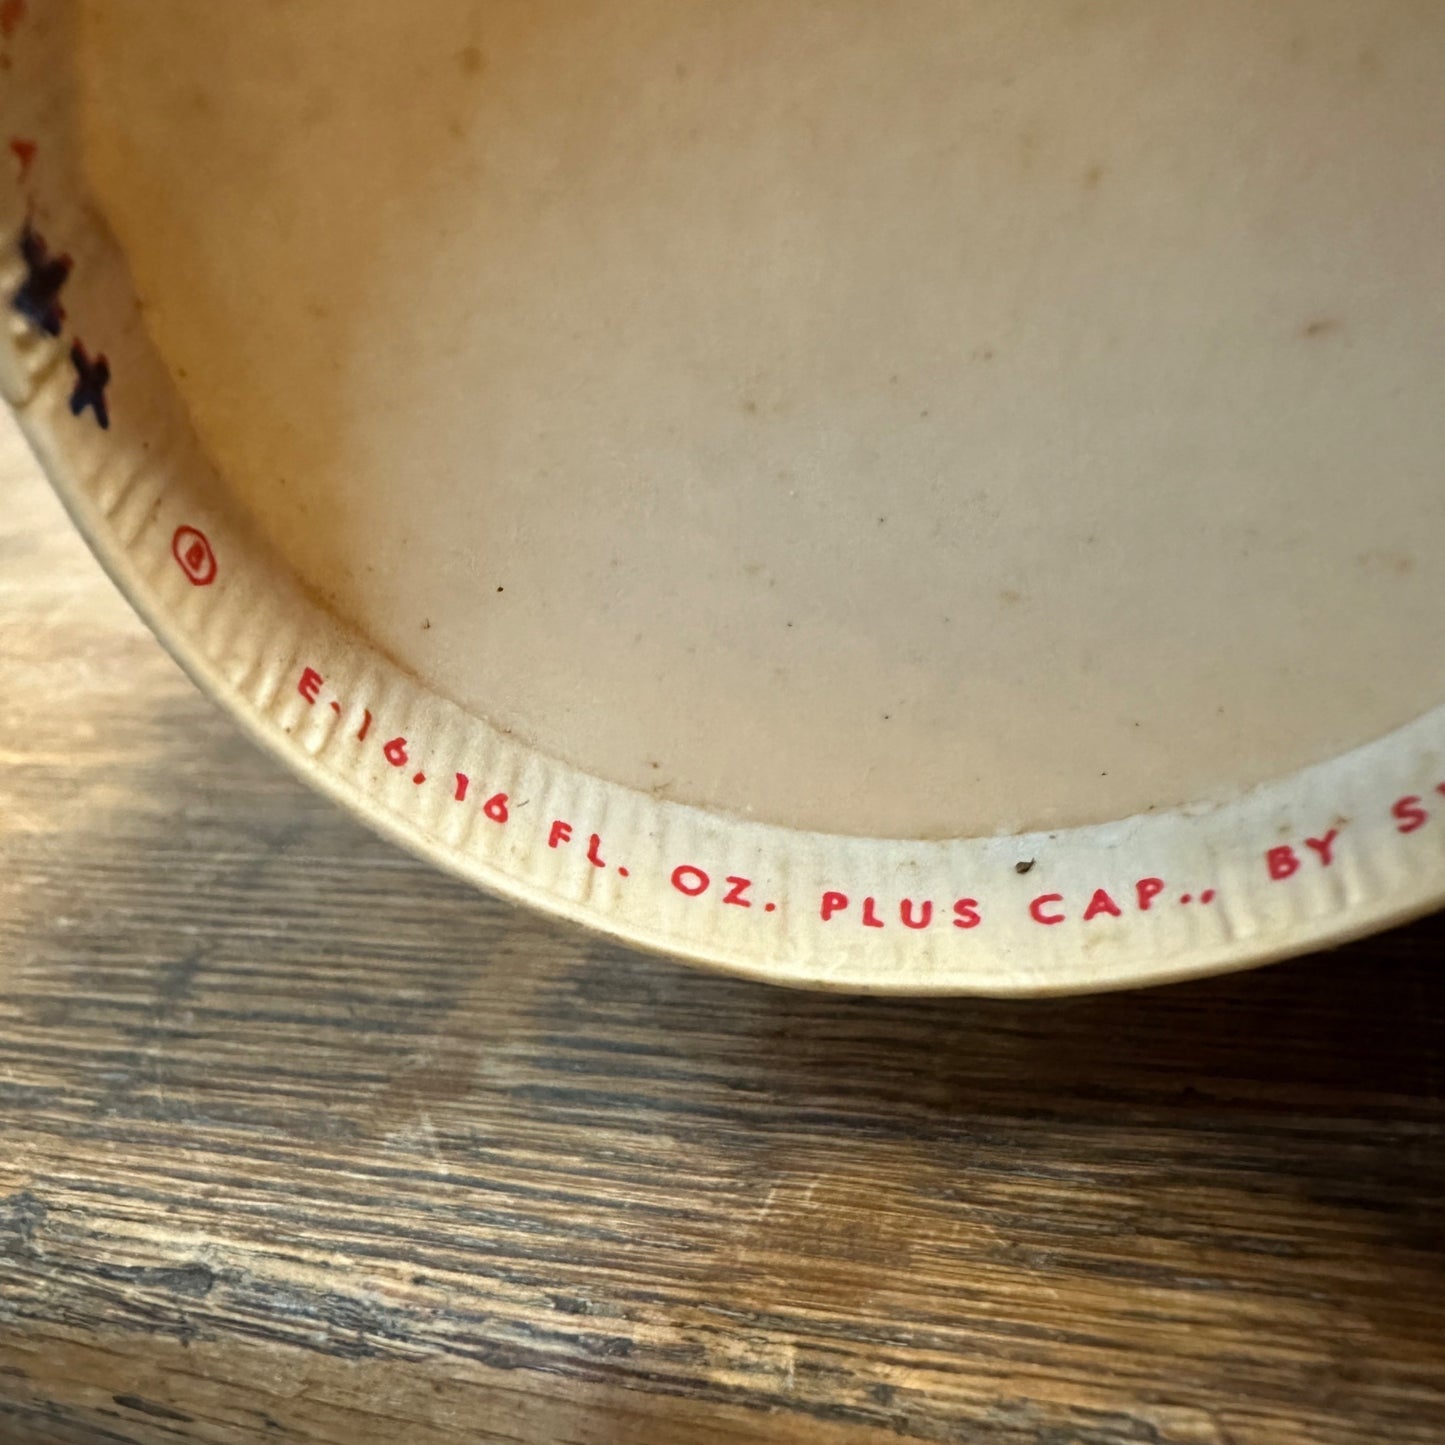 E.16.16 FL. OZ. PLUS CAP.. BY